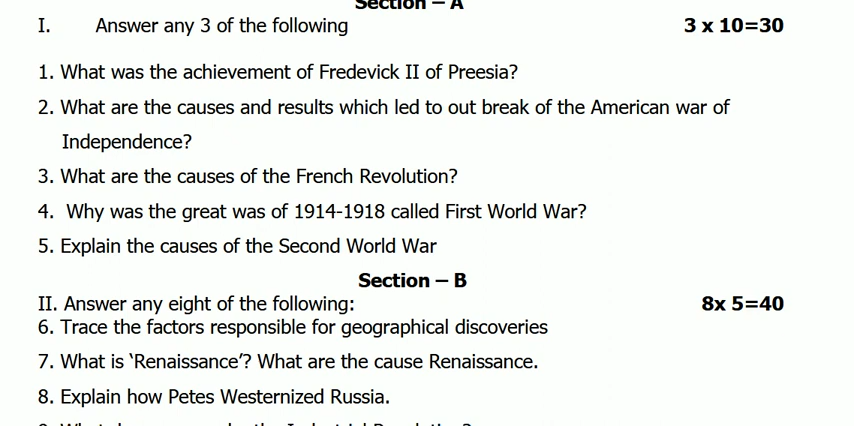 Section – A
I. Answer any 3 of the following 3 x 10=30
1. What was the achievement of Fredevick II of Preesia?
2. What are the causes and results which led to out break of the American war of
Independence?
3. What are the causes of the French Revolution?
4. Why was the great was of 1914-1918 called First World War?
5. Explain the causes of the Second World War
Section – B
II. Answer any eight of the following: 8x 5=40
6. Trace the factors responsible for geographical discoveries
7. What is ‘Renaissance’? What are the cause Renaissance.
8. Explain how Petes Westernized Russia.